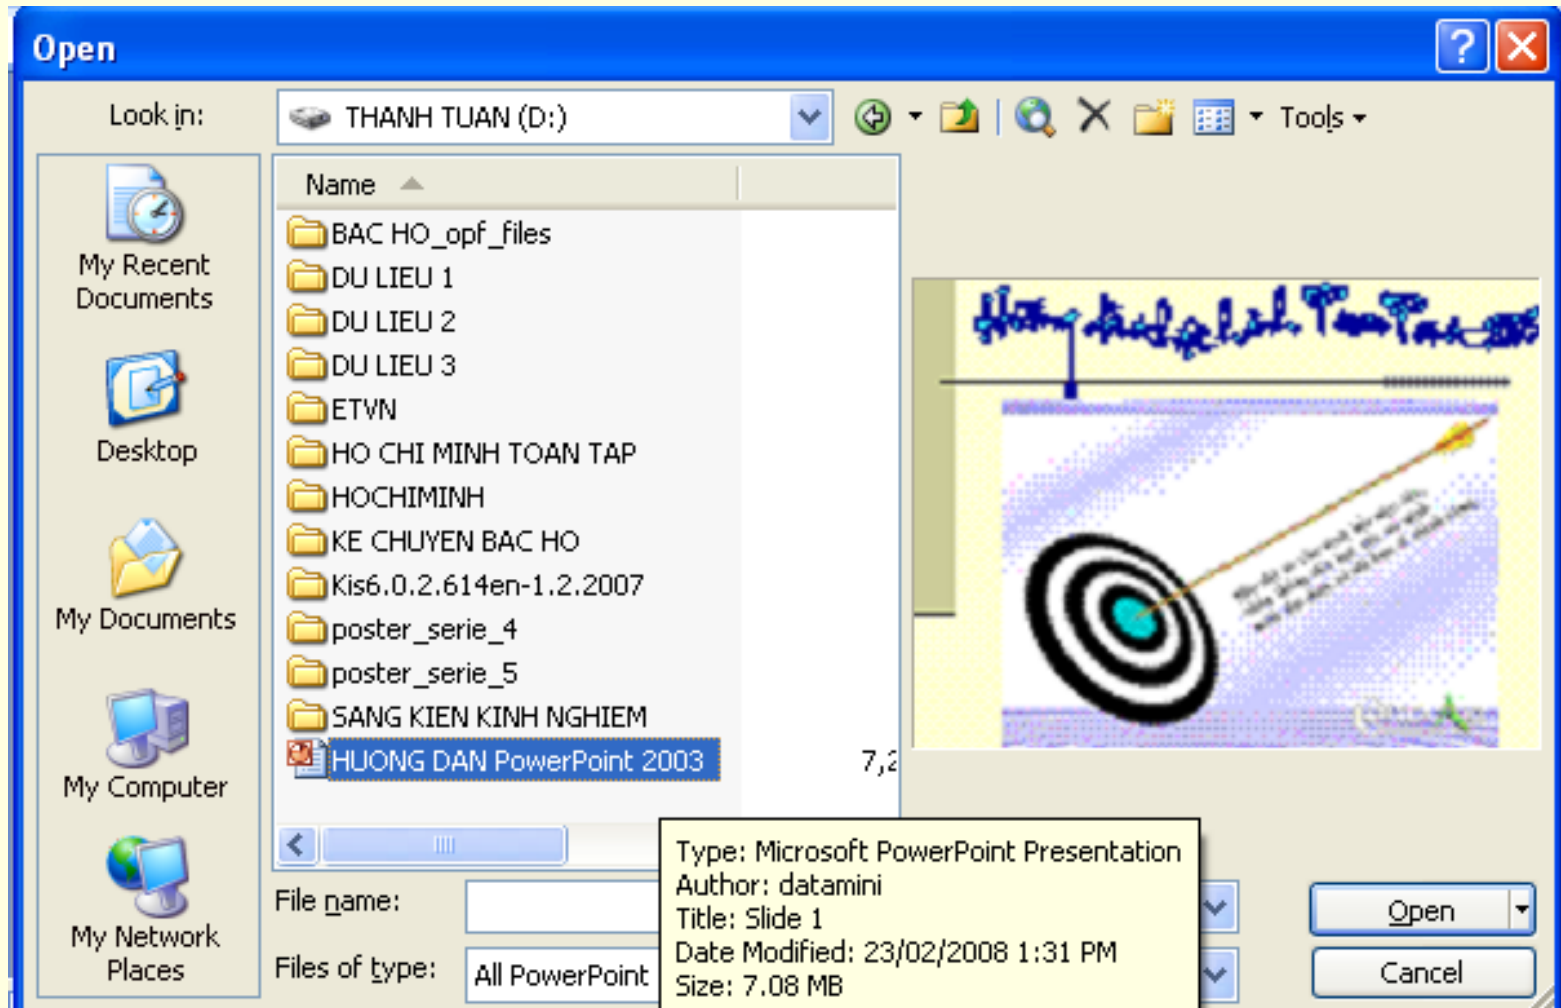 Open
Look in:
THANH TUAN (D:)
Tools
My Recent
Documents
Desktop
My Documents
My Computer
My Network
Places
Name
BAC HO_opf_files
DU LIEU 1
DU LIEU 2
DU LIEU 3
ETVN
HO CHI MINH TOAN TAP
HOCHIMINH
KE CHUYEN BAC HO
Kis6.0.2.614en-1.2.2007
poster_serie_4
poster_serie_5
SANG KIEN KINH NGHIEM
HUONG DAN PowerPoint 2003
7,2
Type: Microsoft PowerPoint Presentation
Author: datamini
Title: Slide 1
Date Modified: 23/02/2008 1:31 PM
Size: 7.08 MB
File name:
Files of type:
All PowerPoint
Open
Cancel